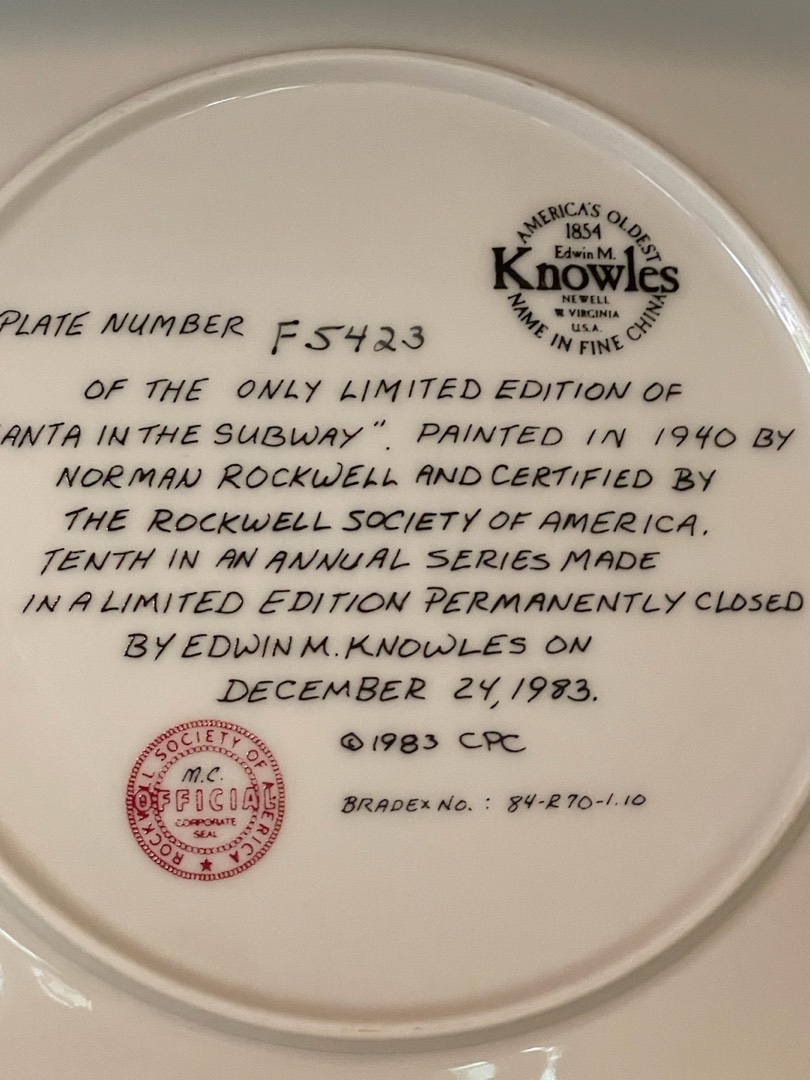 AMERICA'S OLDEST
1854
Edwin M.
Knowles
NEWELL
W VIRGINIA
U.S.A.
NAME IN FINE CHINA
PLATE NUMBER F5423
OF THE ONLY LIMITED EDITION OF
ANTA IN THE SUBWAY". PAINTED IN 1940 BY
NORMAN ROCKWELL AND CERTIFIED BY
THE ROCKWELL SOCIETY OF AMERICA.
TENTH IN AN ANNUAL SERIES MADE
IN A LIMITED EDITION PERMANENTLY CLOSED
BY EDWIN M. KNOWLES ON
DECEMBER 24, 1983.
©1983 CPC
BRADEX NO.: 84-R70-1.10
ROCKWELL SOCIETY OF AMERICA
M.C.
OFFICIAL
CORPORATE
SEAL